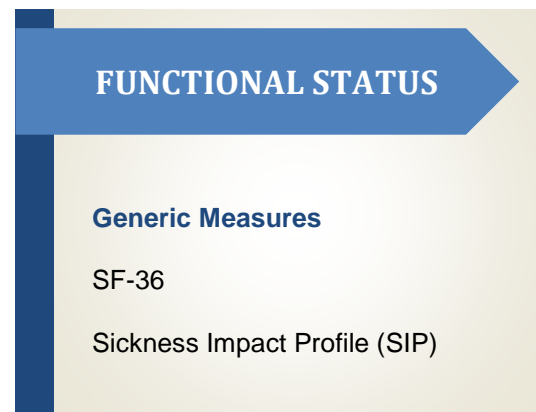 FUNCTIONAL STATUS
Generic Measures
SF-36
Sickness Impact Profile (SIP)